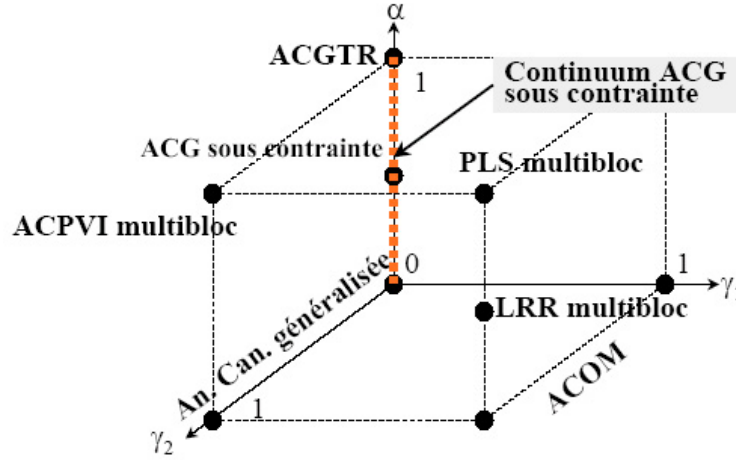 α
ACGTR
1
Continuum ACG
sous contrainte
ACG sous contrainte
PLS multibloc
ACPVI multibloc
0
1
γ
An. Can. généralisée
LRR multibloc
ACOM
1
γ2